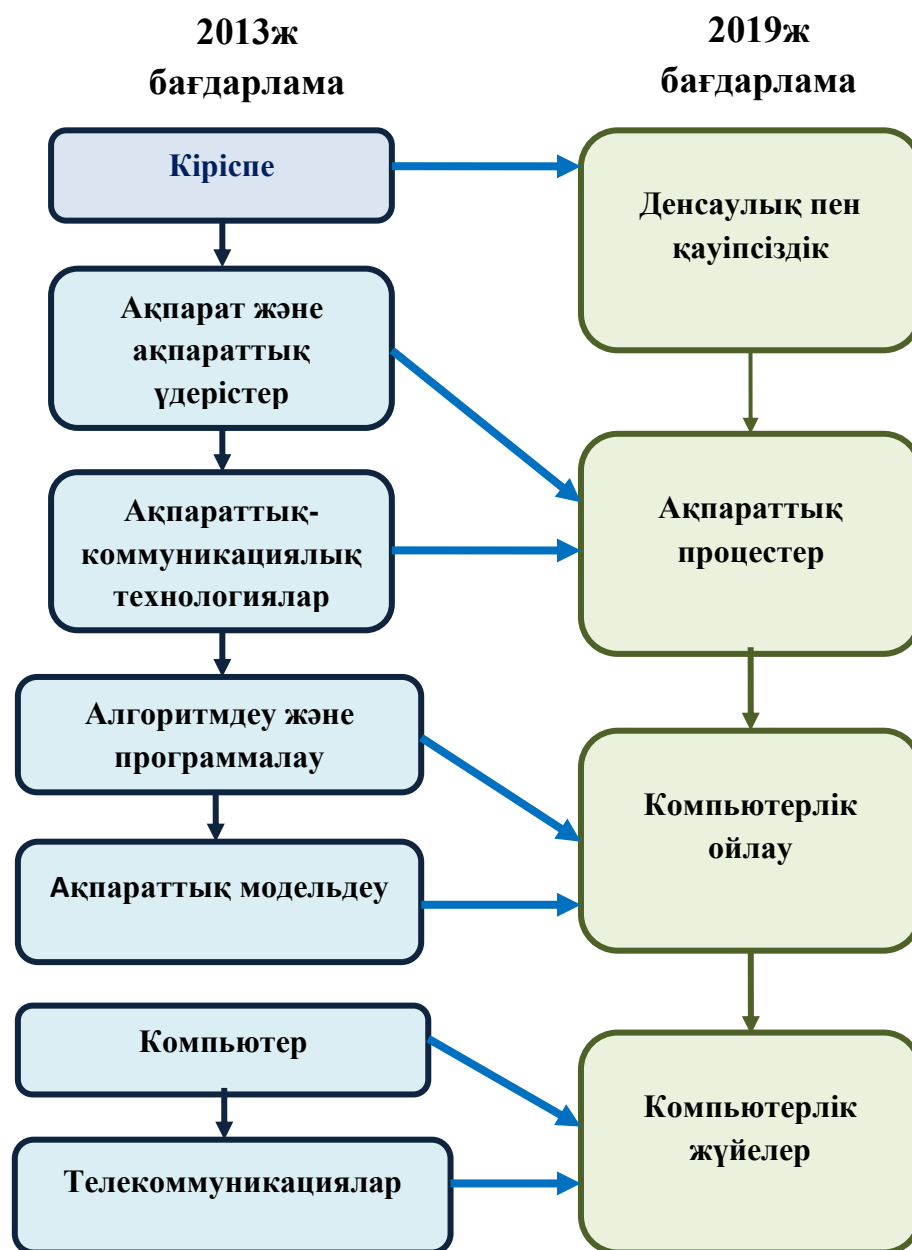 2013ж
бағдарлама
2019ж
бағдарлама
Кіріспе
Ақпарат және
ақпараттық
үдерістер
Ақпараттық-
коммуникациялық
технологиялар
Алгоритмдеу және
программалау
Ақпараттық модельдеу
Компьютер
Телекоммуникациялар
Денсаулық пен
қауіпсіздік
Ақпараттық
процестер
Компьютерлік
ойлау
Компьютерлік
жүйелер